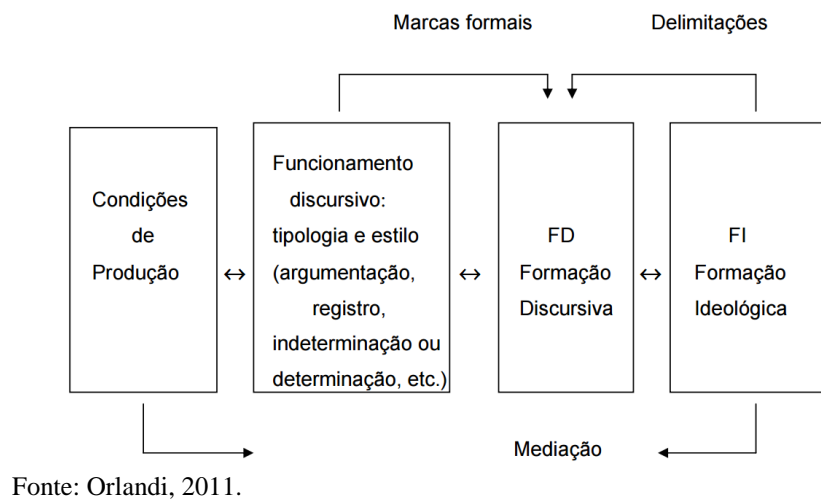 Marcas formais
Delimitações
Condições
de
Produção
↔
Funcionamento
discursivo:
tipologia e estilo
(argumentação,
registro,
indeterminação ou
determinação, etc.)
↔
FD
Formação
Discursiva
↔
FI
Formação
Ideológica
Mediação
Fonte: Orlandi, 2011.